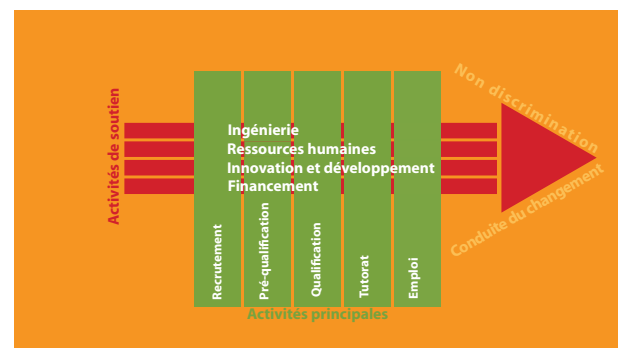 Activités de soutien
Ingénierie
Ressources humaines
Innovation et développement
Financement
Recrutement
Pré-qualification
Qualification
Tutorat
Emploi
Activités principales
Non discrimination
Conduite du changement